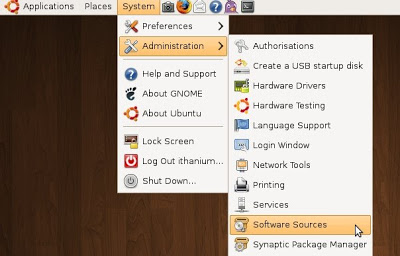 Applications Places System
Preferences
Administration
Help and Support
About GNOME
About Ubuntu
Lock Screen
Log Out ithanium...
Shut Down...
Authorisations
Create a USB startup disk
Hardware Drivers
Hardware Testing
Language Support
Login Window
Network Tools
Printing
Services
Software Sources
Synaptic Package Manager